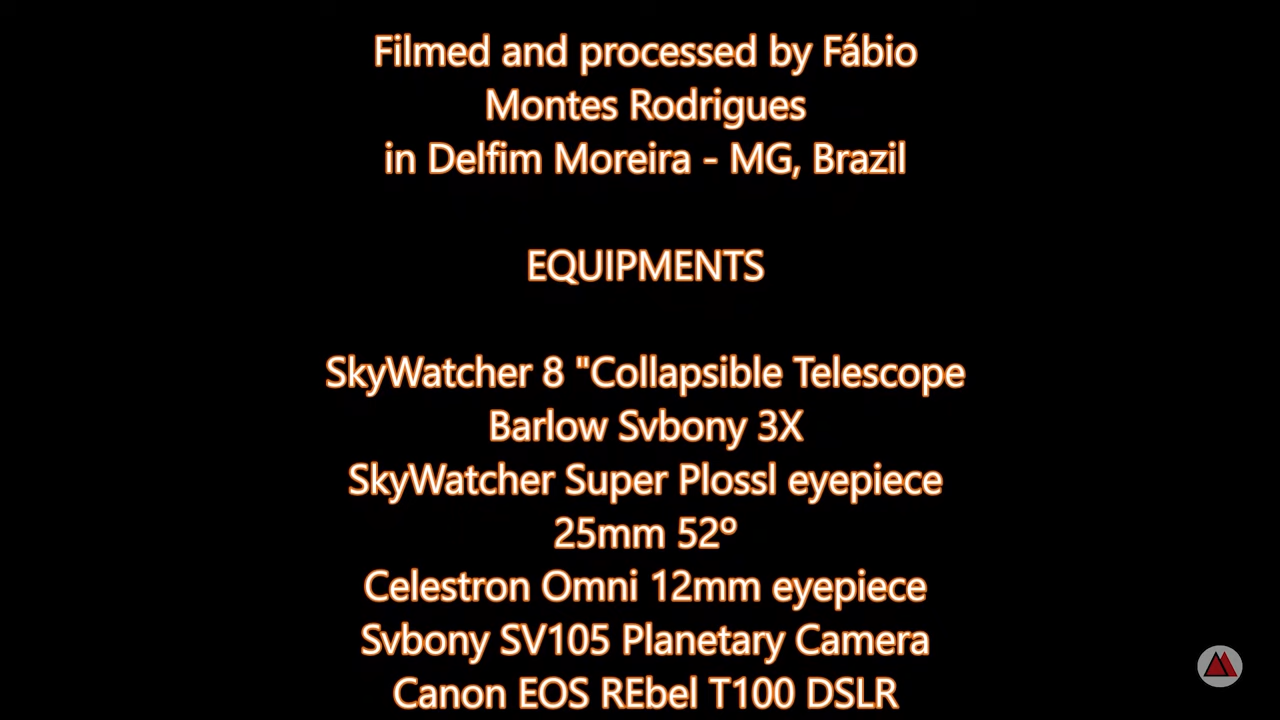 Filmed and processed by Fábio
Montes Rodrigues
in Delfim Moreira - MG, Brazil
EQUIPMENTS
SkyWatcher 8 "Collapsible Telescope
Barlow Svbony 3X
SkyWatcher Super Plossl eyepiece
25mm 52º
Celestron Omni 12mm eyepiece
Svbony SV105 Planetary Camera
Canon EOS REbel T100 DSLR